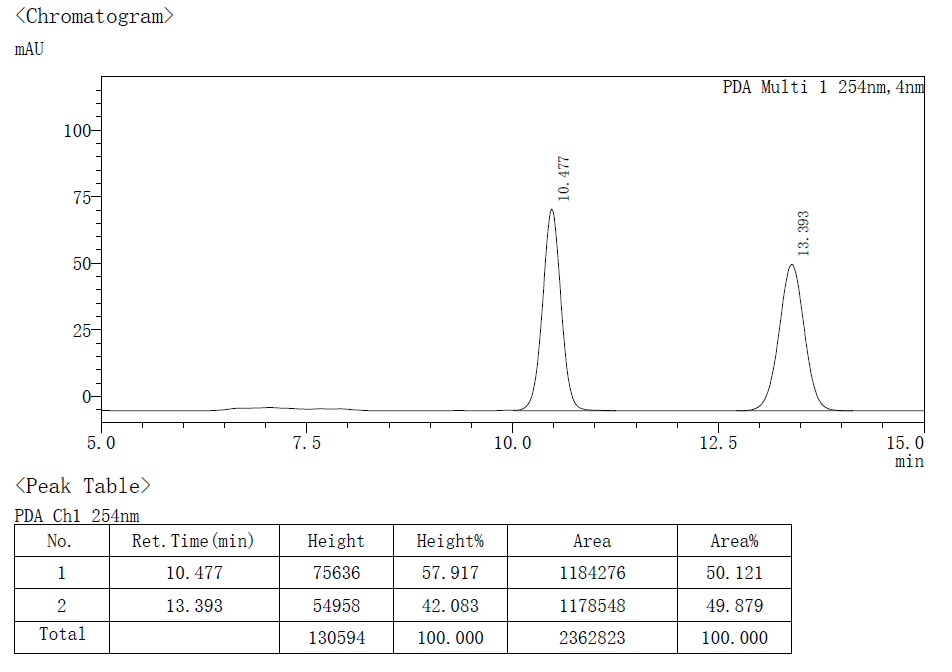 <Chromatogram>
mAU
PDA Multi 1 254nm,4nm
100
75
50
25
0
10.477
13.393
5.0 7.5 10.0 12.5 15.0
min
<Peak Table>
PDA Ch1 254nm
No. Ret.Time(min) Height Height% Area Area%
1 10.477 75636 57.917 1184276 50.121
2 13.393 54958 42.083 1178548 49.879
Total 130594 100.000 2362823 100.000